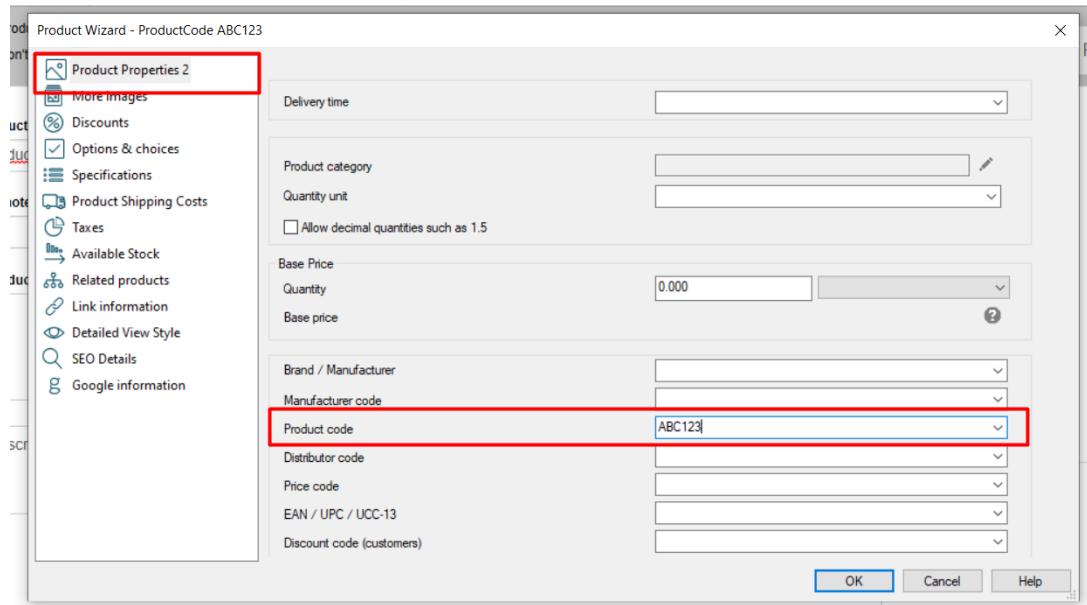 Product Wizard - ProductCode ABC123
Product Properties 2
More Images
Discounts
Options & choices
Specifications
Product Shipping Costs
Taxes
Available Stock
Related products
Link information
Detailed View Style
SEO Details
Google information
Delivery time
Product category
Quantity unit
Allow decimal quantities such as 1.5
Base Price
Quantity 0.000
Base price
Brand / Manufacturer
Manufacturer code
Product code ABC123
Distributor code
Price code
EAN / UPC / UCC-13
Discount code (customers)
OK Cancel Help